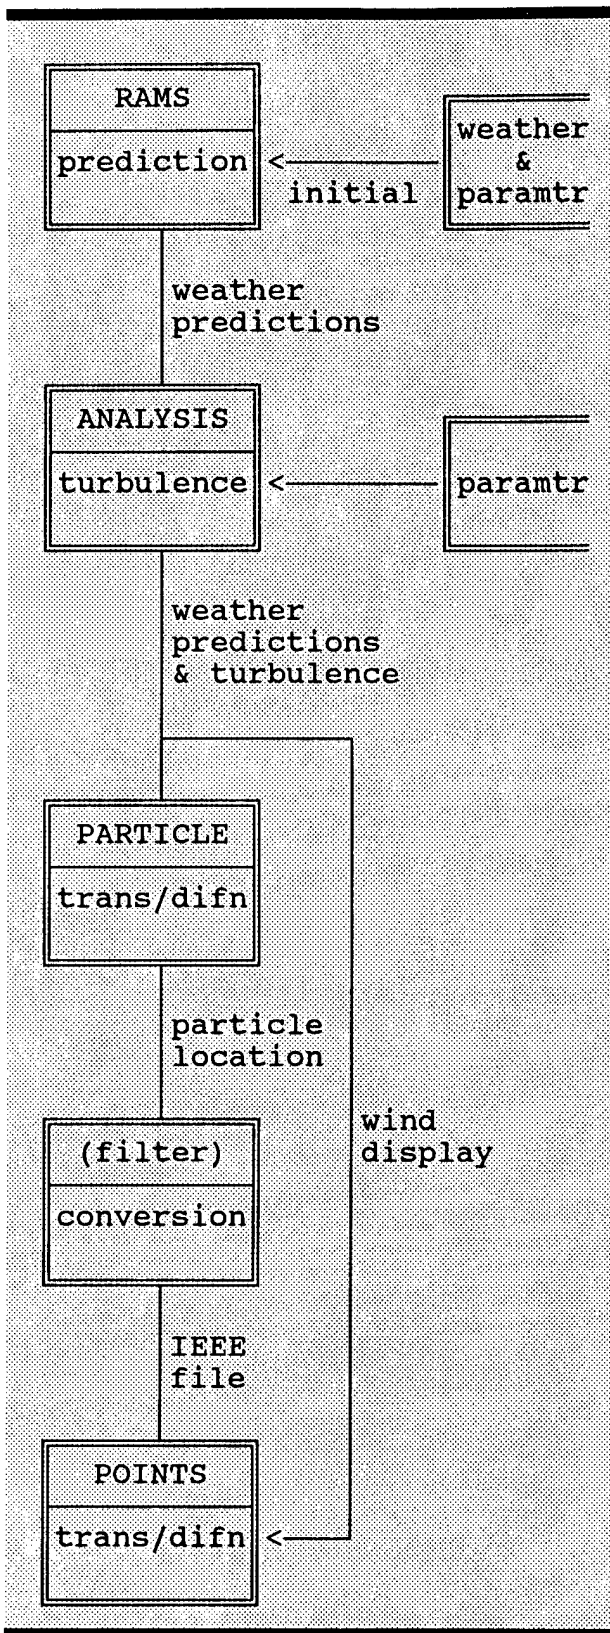 RAMS
prediction
<
initial
weather
&
paramtr
weather
predictions
ANALYSIS
turbulence
<
paramtr
weather
predictions
& turbulence
PARTICLE
trans/difn
particle
location
wind
display
(filter)
conversion
IEEE
file
POINTS
trans/difn
<